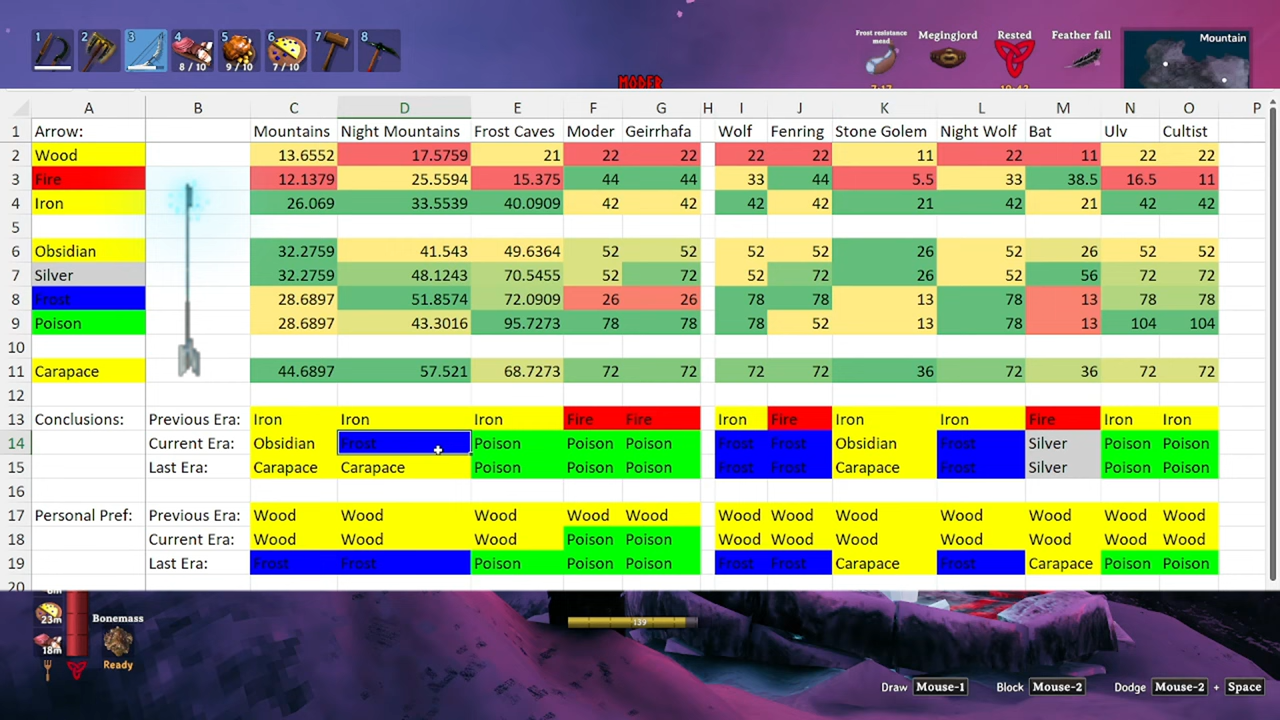 1 2 3 4 5 6 7 8
8 / 10 9 / 10 7 / 10
Frost resistance mead Megingjord Rested Feather fall Mountain
MODER
A B C D E F G H I J K L M N O P
1 Arrow: Mountains Night Mountains Frost Caves Moder Geirrhafa Wolf Fenring Stone Golem Night Wolf Bat Ulv Cultist
2 Wood 13.6552 17.5759 21 22 22 22 22 11 22 11 22 22
3 Fire 12.1379 25.5594 15.375 44 44 33 44 5.5 33 38.5 16.5 11
4 Iron 26.069 33.5539 40.0909 42 42 42 42 21 42 21 42 42
5
6 Obsidian 32.2759 41.543 49.6364 52 52 52 52 26 52 26 52 52
7 Silver 32.2759 48.1243 70.5455 52 72 52 72 26 52 56 72 72
8 Frost 28.6897 51.8574 72.0909 26 26 78 78 13 78 13 78 78
9 Poison 28.6897 43.3016 95.7273 78 78 78 52 13 78 13 104 104
10
11 Carapace 44.6897 57.521 68.7273 72 72 72 72 36 72 36 72 72
12
13 Conclusions: Previous Era: Iron Iron Iron Fire Fire Iron Fire Iron Iron Fire Iron Iron
14 Current Era: Obsidian Frost Poison Poison Poison Frost Frost Obsidian Frost Silver Poison Poison
15 Last Era: Carapace Carapace Poison Poison Poison Frost Frost Carapace Frost Silver Poison Poison
16
17 Personal Pref: Previous Era: Wood Wood Wood Wood Wood Wood Wood Wood Wood Wood Wood Wood
18 Current Era: Wood Wood Wood Poison Poison Wood Wood Wood Wood Wood Wood Wood
19 Last Era: Frost Frost Poison Poison Poison Frost Frost Carapace Frost Carapace Poison Poison
20
23m Bonemass
139
18m
Ready
Draw Mouse-1 Block Mouse-2 Dodge Mouse-2 + Space